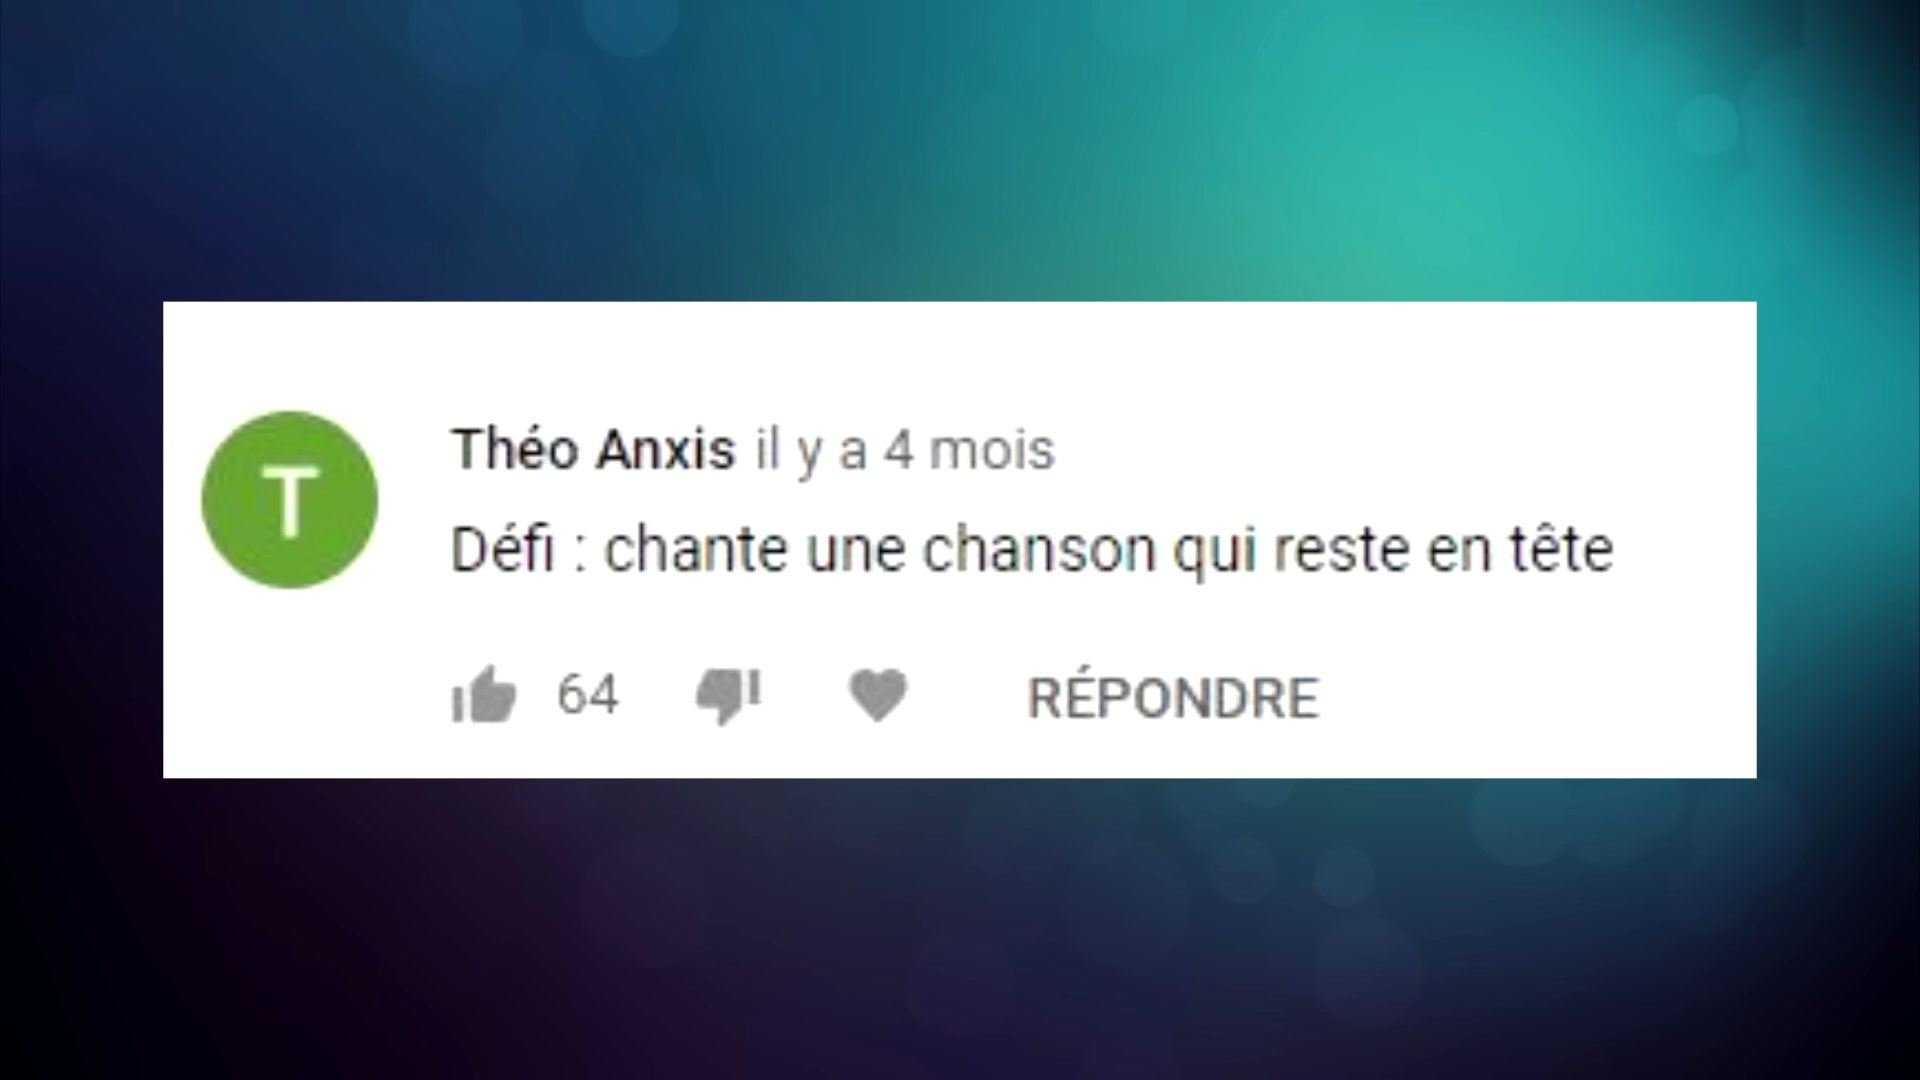 T
Théo Anxis il y a 4 mois
Défi : chante une chanson qui reste en tête
64 RÉPONDRE